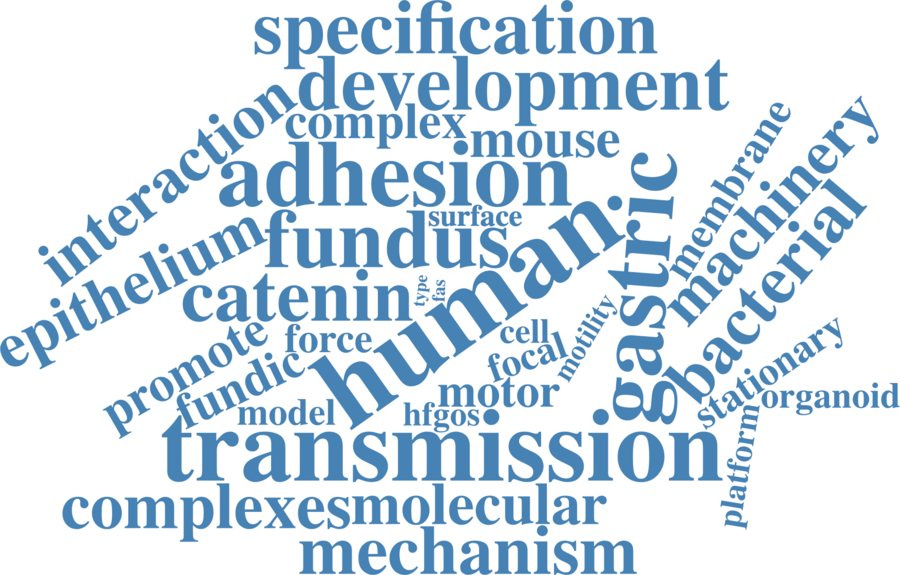 specification
development
interaction
complex
mouse
adhesion
membrane
machinery
surface
fundus
epithelium
human
gastric
bacterial
catenin
type
fas
promote
force
cell
motility
focal
fundic
stationary
motor
organoid
model
hfgos
transmission
platform
complexes
molecular
mechanism